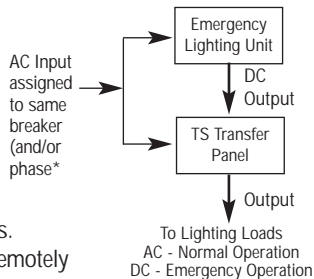 Emergency
Lighting Unit
AC Input
assigned
to same
breaker
(and/or
phase*
DC
Output
TS Transfer
Panel
Output
s.
emotely
To Lighting Loads
AC - Normal Operation
DC - Emergency Operation